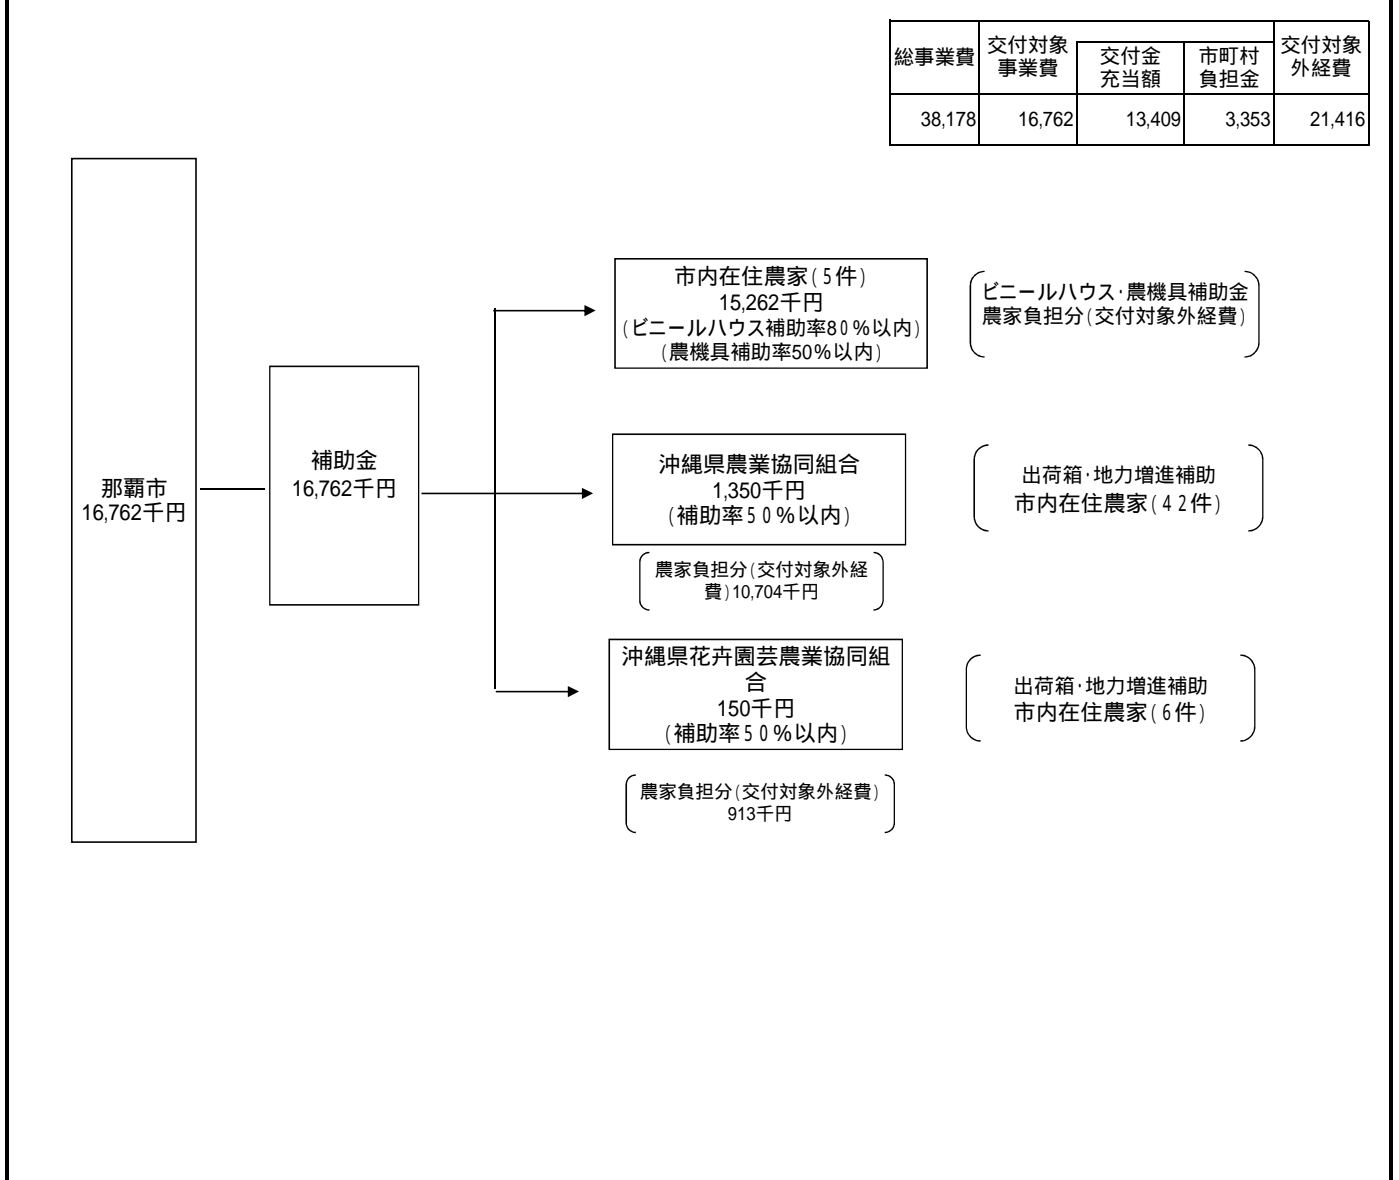 総事業費
交付対象
事業費
交付金
充当額
市町村
負担金
交付対象
外経費
38,178 16,762 13,409 3,353 21,416
市内在住農家(5件)
15,262千円
(ビニールハウス補助率80%以内)
(農機具補助率50%以内)
ビニールハウス・農機具補助金
農家負担分(交付対象外経費)
那覇市
16,762千円
補助金
16,762千円
沖縄県農業協同組合
1,350千円
(補助率50%以内)
出荷箱・地力増進補助
市内在住農家(42件)
農家負担分(交付対象外経
費)10,704千円
沖縄県花卉園芸農業協同組
合
150千円
(補助率50%以内)
出荷箱・地力増進補助
市内在住農家(6件)
農家負担分(交付対象外経費)
913千円